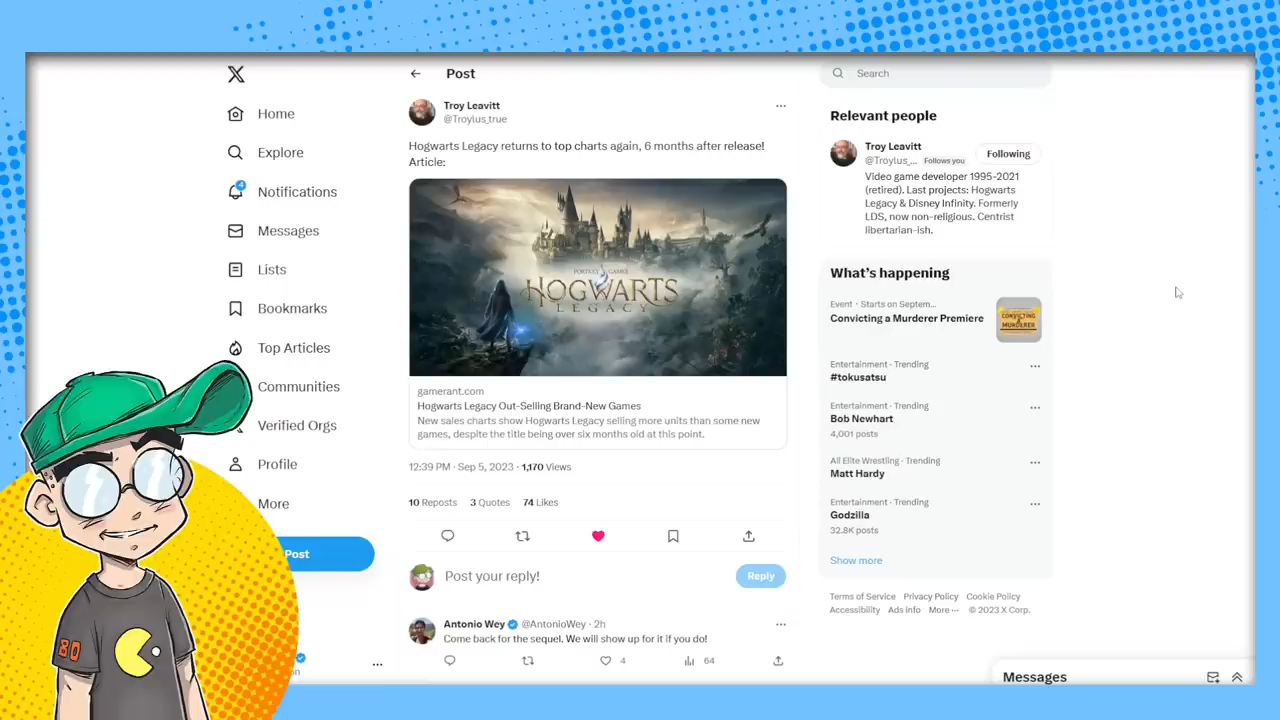 Home
Explore
4
Notifications
Messages
Lists
Bookmarks
Top Articles
Communities
Verified Orgs
Profile
More
Post
Post
Troy Leavitt
@Troylus_true
Hogwarts Legacy returns to top charts again, 6 months after release!
Article:
PORTKEY GAMES
HOGWARTS
LEGACY
gamerant.com
Hogwarts Legacy Out-Selling Brand-New Games
New sales charts show Hogwarts Legacy selling more units than some new
games, despite the title being over six months old at this point.
12:39 PM · Sep 5, 2023 · 1,170 Views
10 Reposts 3 Quotes 74 Likes
Post your reply!
Reply
Antonio Wey @AntonioWey · 2h
Come back for the sequel. We will show up for it if you do!
4
64
Search
Relevant people
Troy Leavitt
@Troylus_... Follows you
Following
Video game developer 1995-2021
(retired). Last projects: Hogwarts
Legacy & Disney Infinity. Formerly
LDS, now non-religious. Centrist
libertarian-ish.
What's happening
Event · Starts on Septem...
Convicting a Murderer Premiere
CONVICTING
A
MURDERER
Entertainment · Trending
#tokusatsu
Entertainment · Trending
Bob Newhart
4,001 posts
All Elite Wrestling · Trending
Matt Hardy
Entertainment · Trending
Godzilla
32.8K posts
Show more
Terms of Service Privacy Policy Cookie Policy
Accessibility Ads info More ··· © 2023 X Corp.
Messages
80